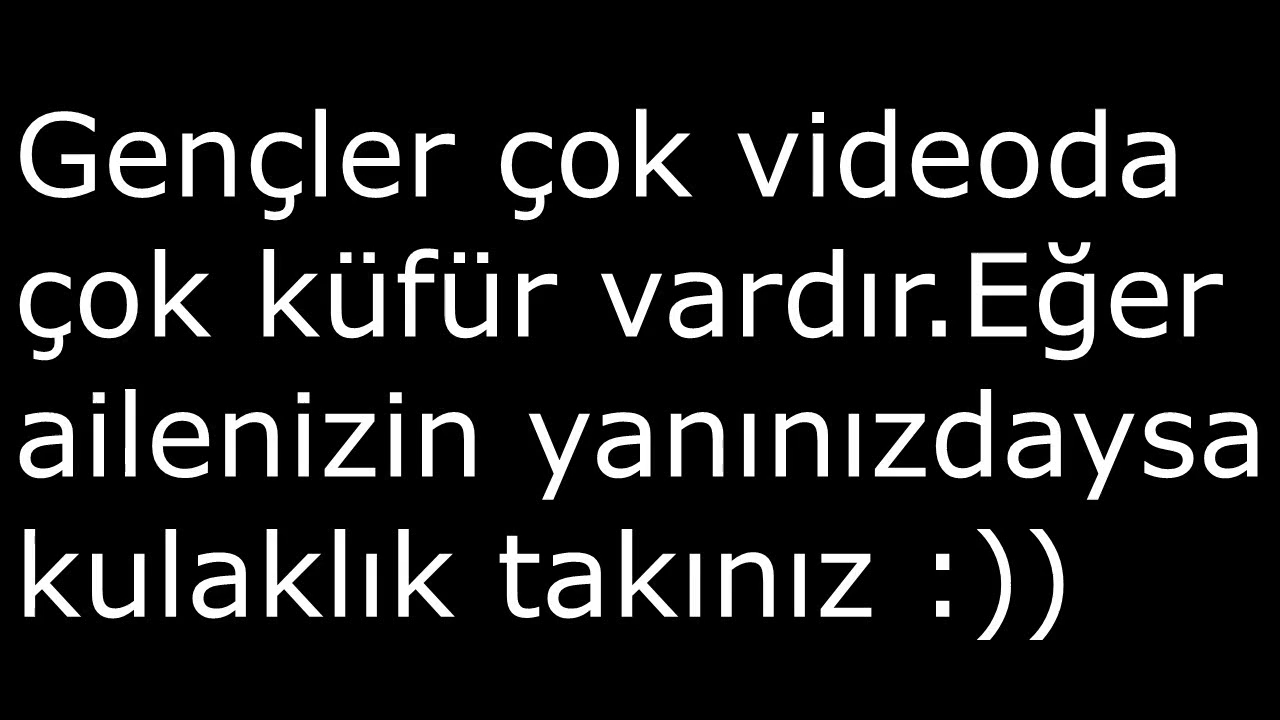 Gençler çok videoda
çok küfür vardır.Eğer
ailenizin yanınızdaysa
kulaklık takınız :))